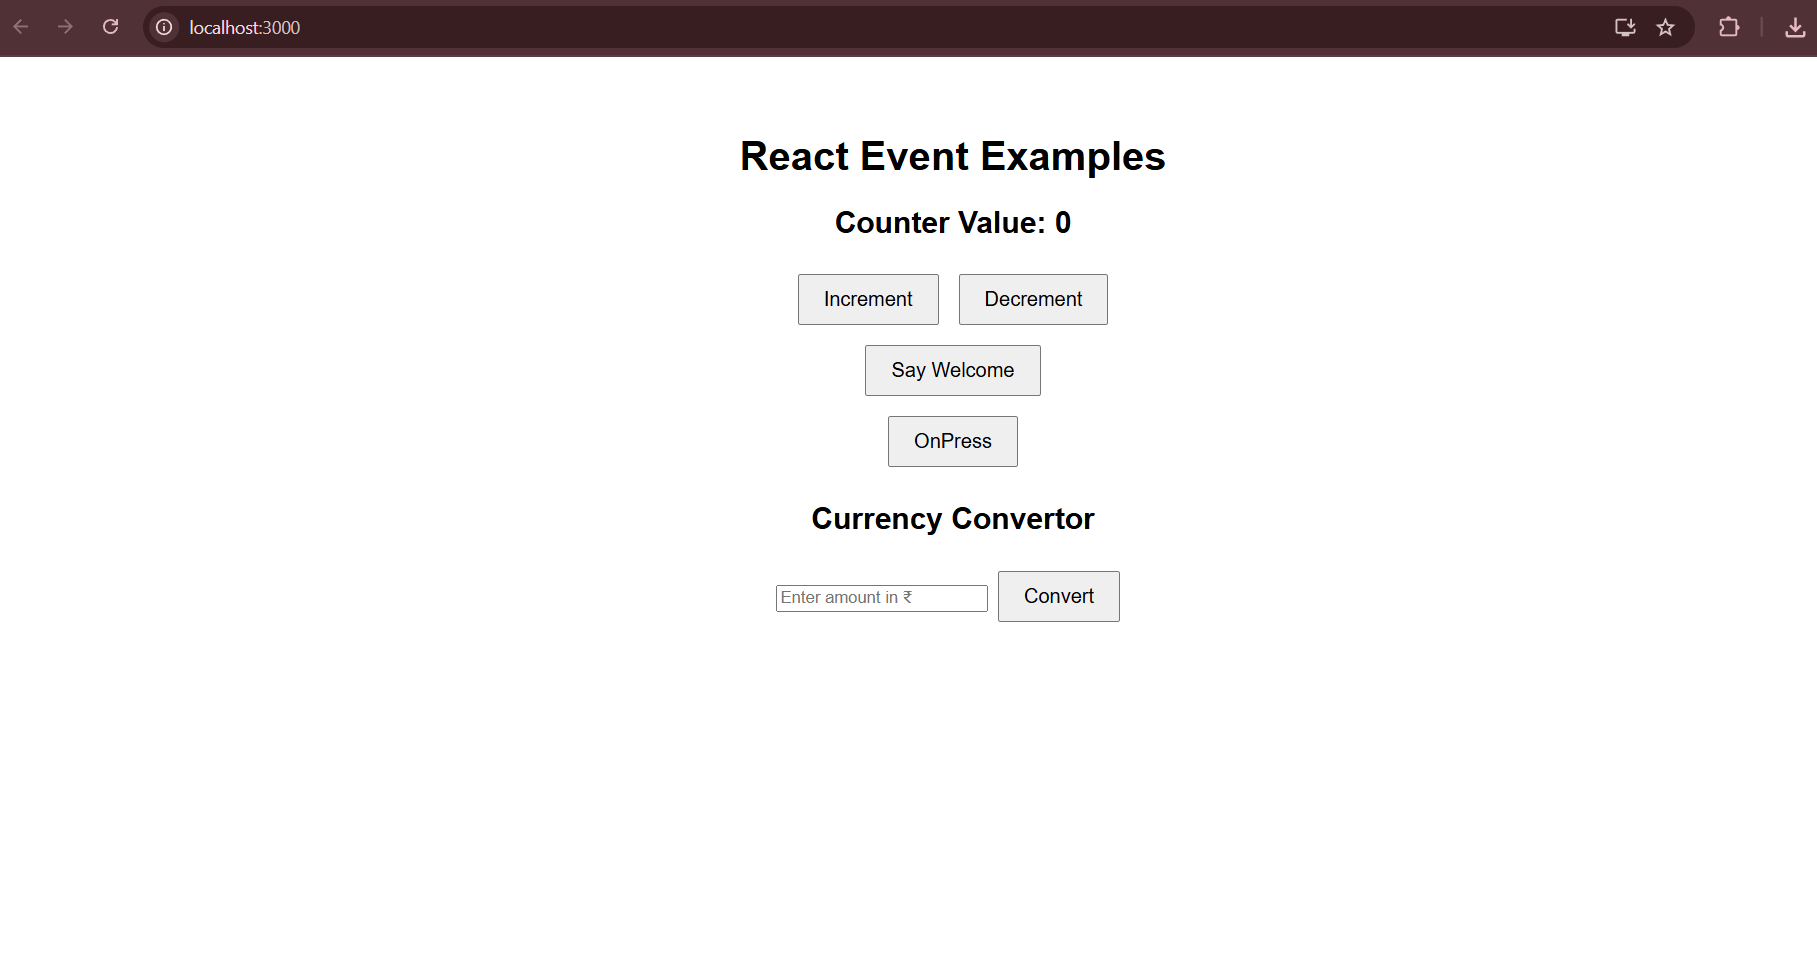 localhost:3000
React Event Examples
Counter Value: 0
Increment Decrement
Say Welcome
OnPress
Currency Convertor
Enter amount in ₹ Convert